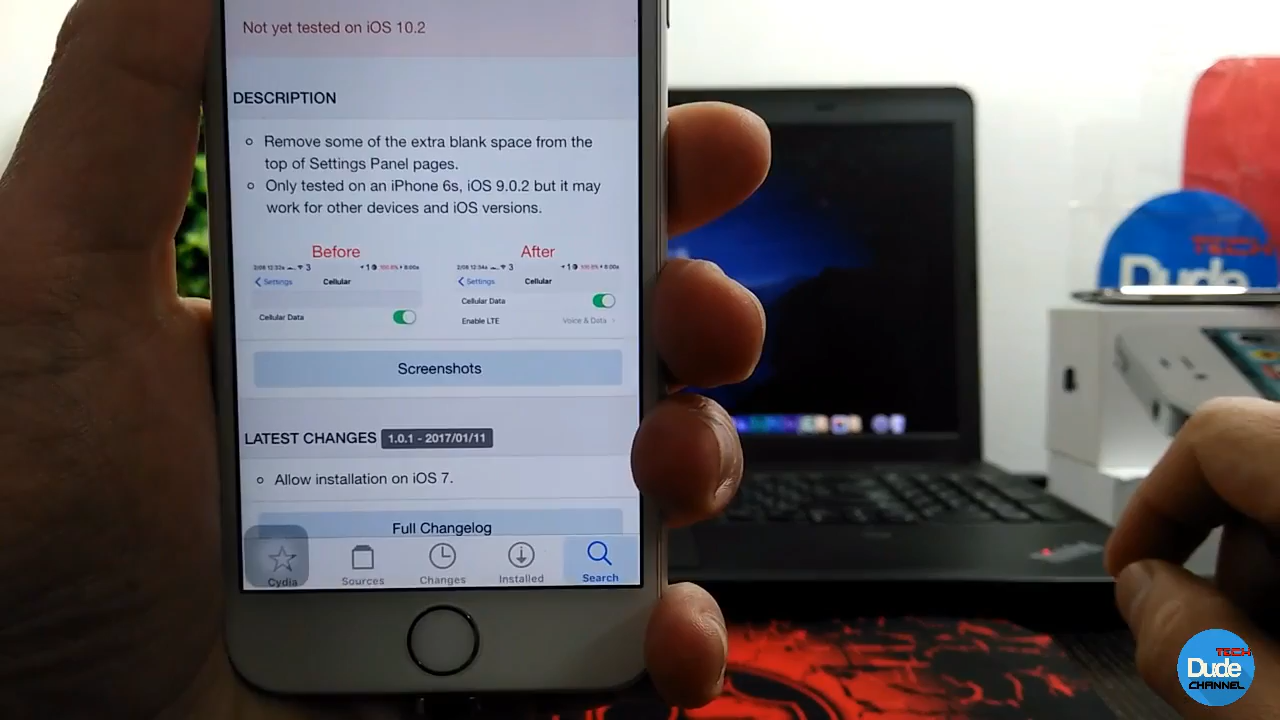 Not yet tested on iOS 10.2
DESCRIPTION
Remove some of the extra blank space from the
top of Settings Panel pages.
Only tested on an iPhone 6s, iOS 9.0.2 but it may
work for other devices and iOS versions.
Before
After
Settings
Cellular
Settings
Cellular
Cellular Data
Cellular Data
Enable LTE
Voice & Data
Screenshots
LATEST CHANGES 1.0.1 - 2017/01/11
Allow installation on iOS 7.
Full Changelog
Cydia
Sources
Changes
Installed
Search
TECH
Dude
TECH
Dude
CHANNEL